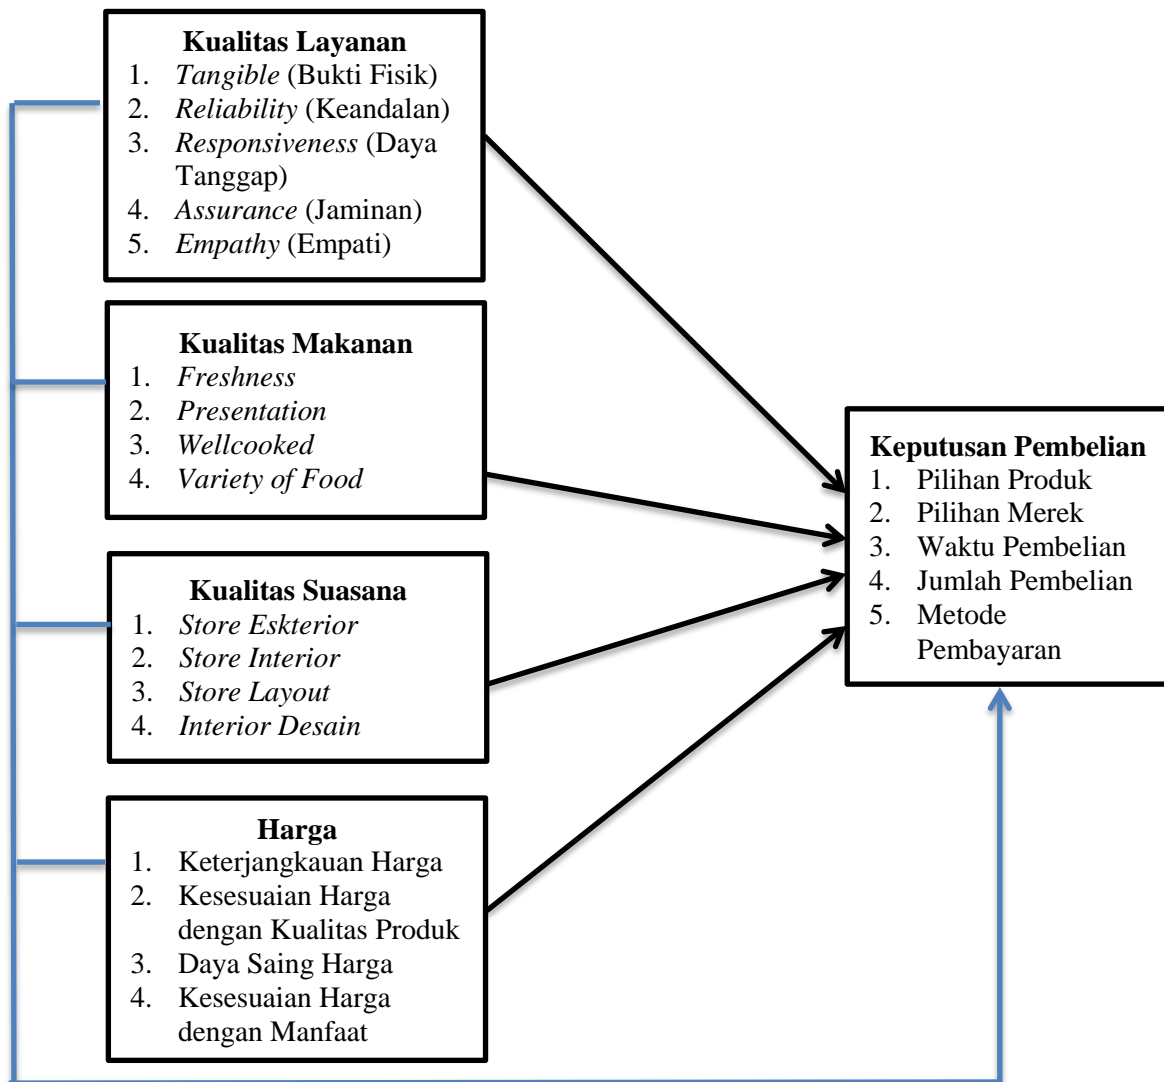 Kualitas Layanan
1. Tangible (Bukti Fisik)
2. Reliability (Keandalan)
3. Responsiveness (Daya
Tanggap)
4. Assurance (Jaminan)
5. Empathy (Empati)
Kualitas Makanan
1. Freshness
2. Presentation
3. Wellcooked
4. Variety of Food
Kualitas Suasana
1. Store Eskterior
2. Store Interior
3. Store Layout
4. Interior Desain
Harga
1. Keterjangkauan Harga
2. Kesesuaian Harga
dengan Kualitas Produk
3. Daya Saing Harga
4. Kesesuaian Harga
dengan Manfaat
Keputusan Pembelian
1. Pilihan Produk
2. Pilihan Merek
3. Waktu Pembelian
4. Jumlah Pembelian
5. Metode
Pembayaran